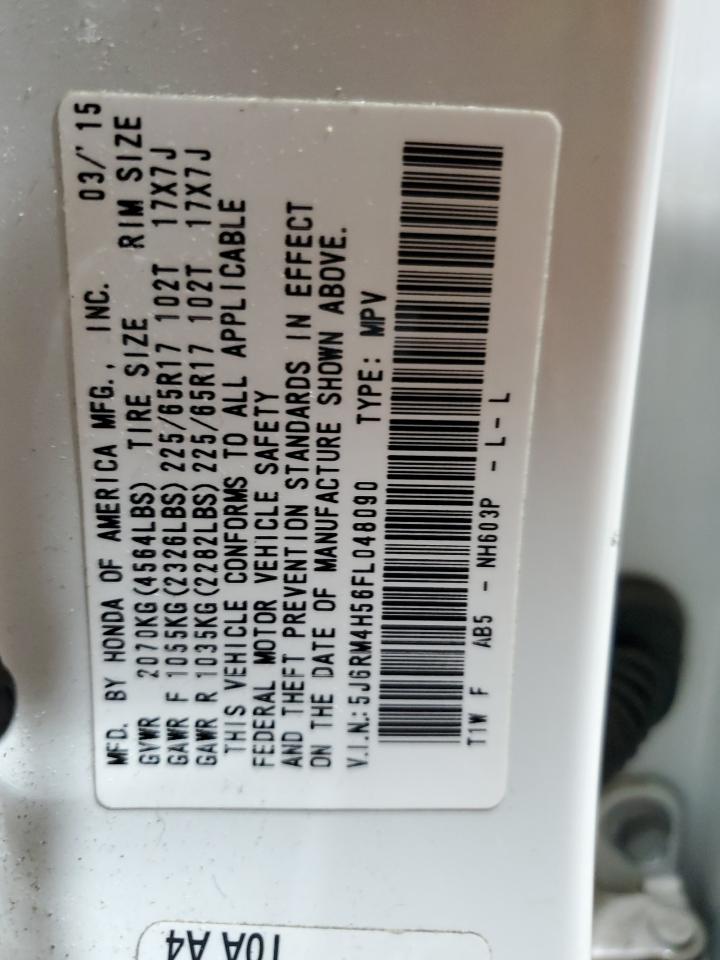 MFD. BY HONDA OF AMERICA MFG., INC. 03/'15
GVWR 2070KG(4564LBS) TIRE SIZE RIM SIZE
GAWR F 1055KG(2326LBS) 225/65R17 102T 17X7J
GAWR R 1035KG(2282LBS) 225/65R17 102T 17X7J
THIS VEHICLE CONFORMS TO ALL APPLICABLE
FEDERAL MOTOR VEHICLE SAFETY
AND THEFT PREVENTION STANDARDS IN EFFECT
ON THE DATE OF MANUFACTURE SHOWN ABOVE.
V.I.N.: 5J6RM4H56FL048090 TYPE: MPV
T1W F AB5 - NH603P - L - L
10A A4